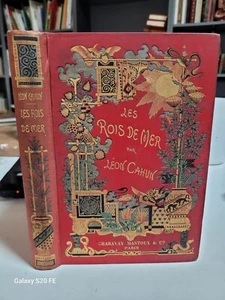 LÉON CAHUN
LES ROIS
DE MER
LES
ROIS DE MER
PAR
LÉON CAHUN
CHARAVAY MANTOUX & Cie
PARIS
Galaxy S20 FE